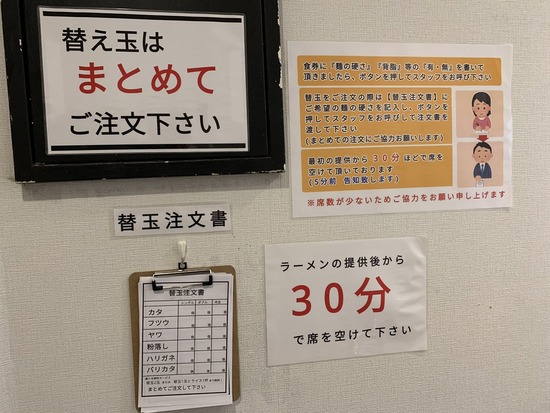 替え玉は
まとめて
ご注文下さい
食券に『麺の硬さ』『背脂』等の『有・無』を書いて
頂きましたら、ボタンを押してスタッフをお呼び下さい
替玉をご注文の際は【替玉注文書】に
ご希望の麺の硬さを記入し、ボタンを
押してスタッフをお呼びして注文書を
渡して下さい
(まとめての注文にご協力お願いします)
最初の提供から30分ほどで席を
空けて頂いております
(5分前 告知致します)
※席数が少ないためご協力をお願い申し上げます
替玉注文書
替玉注文書
シングル ダブル
カタ
フツウ
ヤワ
粉落し
ハリガネ
バリカタ
まとめてご注文して下さい
ラーメンの提供後から
30分
で席を空けて下さい